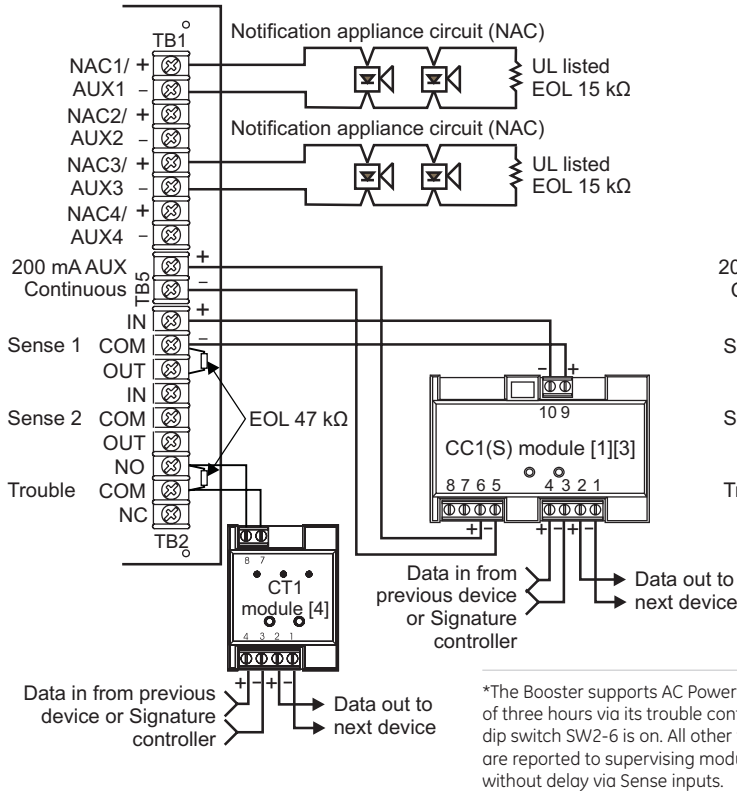 TB1
Notification appliance circuit (NAC)
NAC1/ +
AUX1 –
UL listed
EOL 15 kΩ
NAC2/ +
AUX2 –
Notification appliance circuit (NAC)
NAC3/ +
AUX3 –
UL listed
EOL 15 kΩ
NAC4/ +
AUX4 –
200 mA AUX
Continuous
TB5
+
–
+
–
IN
Sense 1 COM
OUT
IN
Sense 2 COM
OUT
NO
Trouble COM
NC
TB2
EOL 47 kΩ
– +
10 9
CC1(S) module [1][3]
8 7 6 5 4 3 2 1
+ – + – + –
Data in from
previous device
or Signature
controller
Data out to
next device
8 7
CT1
module [4]
4 3 2 1
+ – + –
Data in from previous
device or Signature
controller
Data out to
next device
*The Booster supports AC Power
of three hours via its trouble
dip switch SW2-6 is on. All other
are reported to supervising
without delay via Sense inputs.